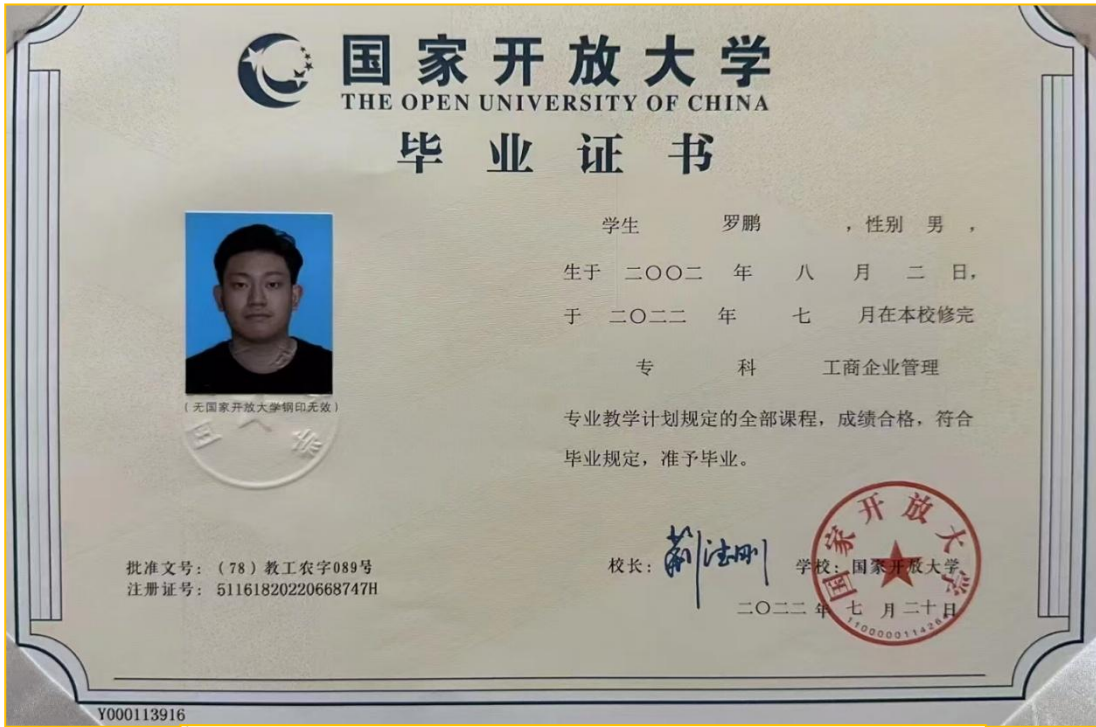 国家开放大学
THE OPEN UNIVERSITY OF CHINA
毕业证书
学生 罗鹏 ，性别 男 ，
生于 二〇〇二 年 八 月 二 日，
于 二〇二二 年 七 月在本校修完
专 科 工商企业管理
专业教学计划规定的全部课程，成绩合格，符合
毕业规定，准予毕业。
（无国家开放大学钢印无效）
批准文号：（78）教工农字089号
注册证号：51161820220668747H
校长：荆德刚 学校：国家开放大学
二〇二二 年 七 月 二十日
国家开放大学
Y000113916